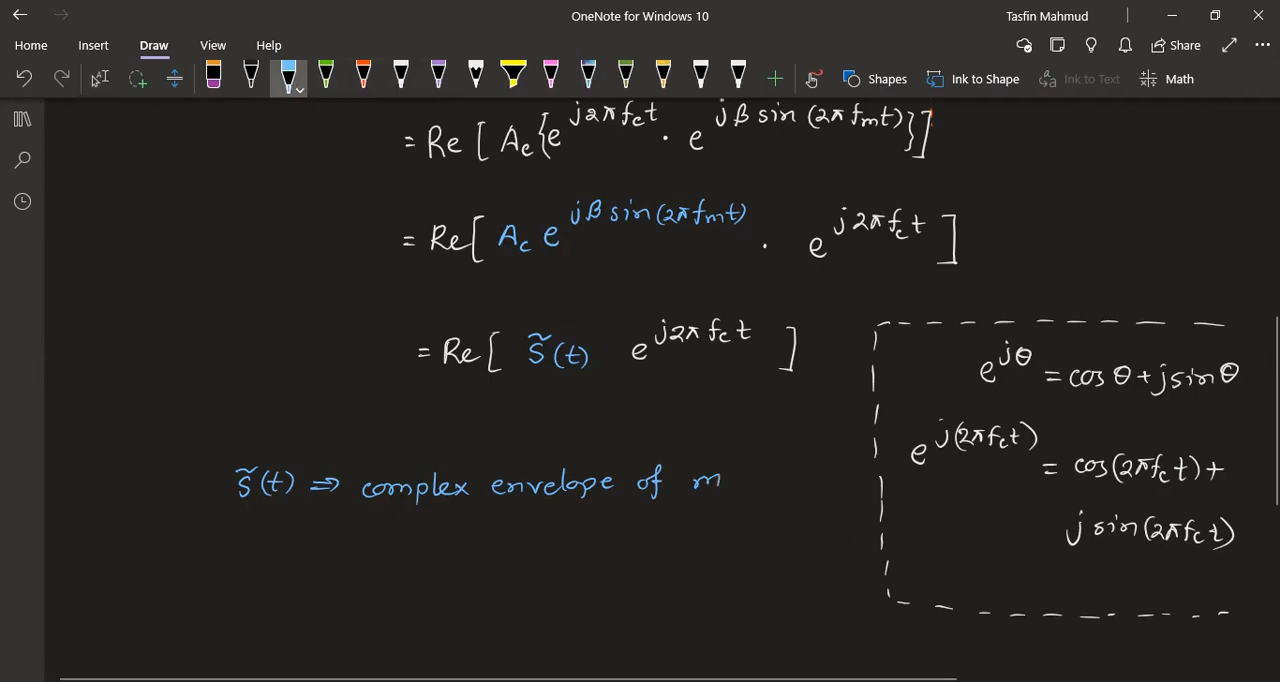 OneNote for Windows 10
Tasfin Mahmud
Home Insert Draw View Help
Share
Shapes Ink to Shape Ink to Text Math
= Re [ A_c {e^{j2πf_c t} · e^{jβ sin (2πf_m t)}}]
= Re[ A_c e^{jβ sin(2πf_m t)} · e^{j2πf_c t} ]
= Re[ s̃(t) e^{j2πf_c t} ]
e^{jθ} = cos θ + j sin θ
e^{j(2πf_c t)} = cos(2πf_c t) +
j sin(2πf_c t)
s̃(t) ⇒ complex envelope of m